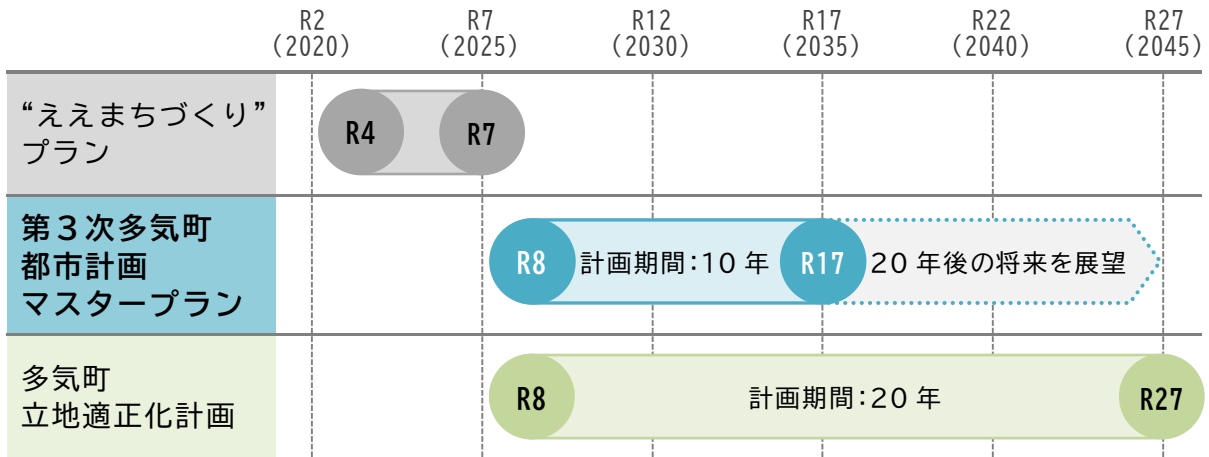 R2 R7 R12 R17 R22 R27
(2020) (2025) (2030) (2035) (2040) (2045)
“ええまちづくり”
プラン
R4 R7
第３次多気町
都市計画
マスタープラン
R8 計画期間：10 年 R17 20 年後の将来を展望
多気町
立地適正化計画
R8 計画期間：20 年 R27